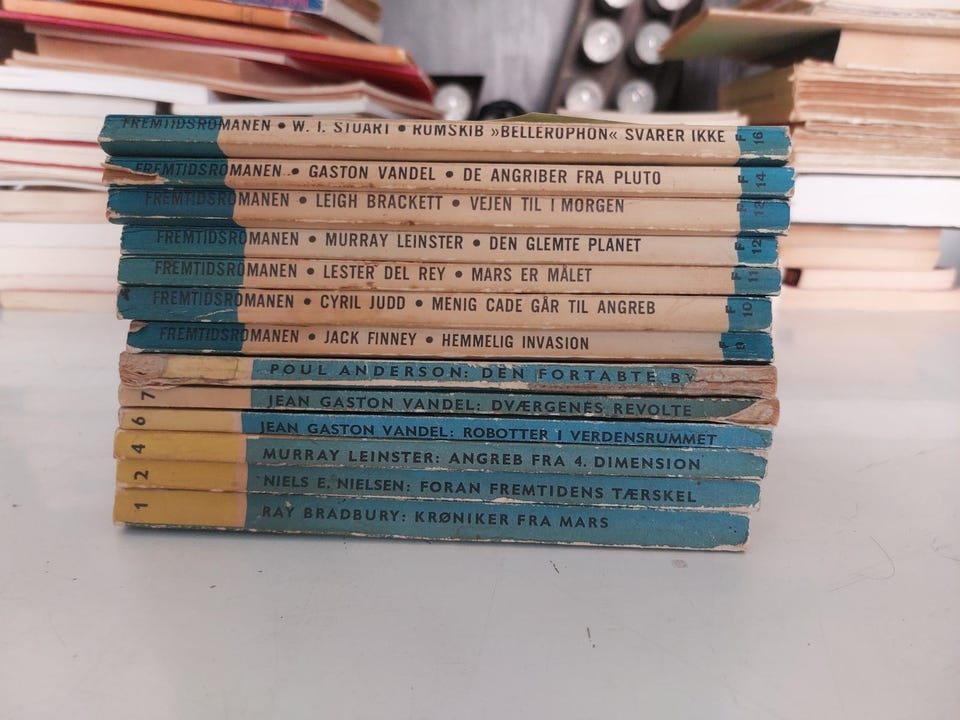 FREMTIDSROMANEN • W. J. STUART • RUMSKIB »BELLEROPHON« SVARER IKKE F 16
FREMTIDSROMANEN • GASTON VANDEL • DE ANGRIBER FRA PLUTO F 14
FREMTIDSROMANEN • LEIGH BRACKETT • VEJEN TIL I MORGEN F 13
FREMTIDSROMANEN • MURRAY LEINSTER • DEN GLEMTE PLANET F 12
FREMTIDSROMANEN • LESTER DEL REY • MARS ER MÅLET F 11
FREMTIDSROMANEN • CYRIL JUDD • MENIG CADE GÅR TIL ANGREB F 10
FREMTIDSROMANEN • JACK FINNEY • HEMMELIG INVASION F 9
POUL ANDERSON: DEN FORTABTE BY
7 JEAN GASTON VANDEL: DVÆRGENES REVOLTE
6 JEAN GASTON VANDEL: ROBOTTER I VERDENSRUMMET
4 MURRAY LEINSTER: ANGREB FRA 4. DIMENSION
2 NIELS E. NIELSEN: FORAN FREMTIDENS TÆRSKEL
1 RAY BRADBURY: KRØNIKER FRA MARS